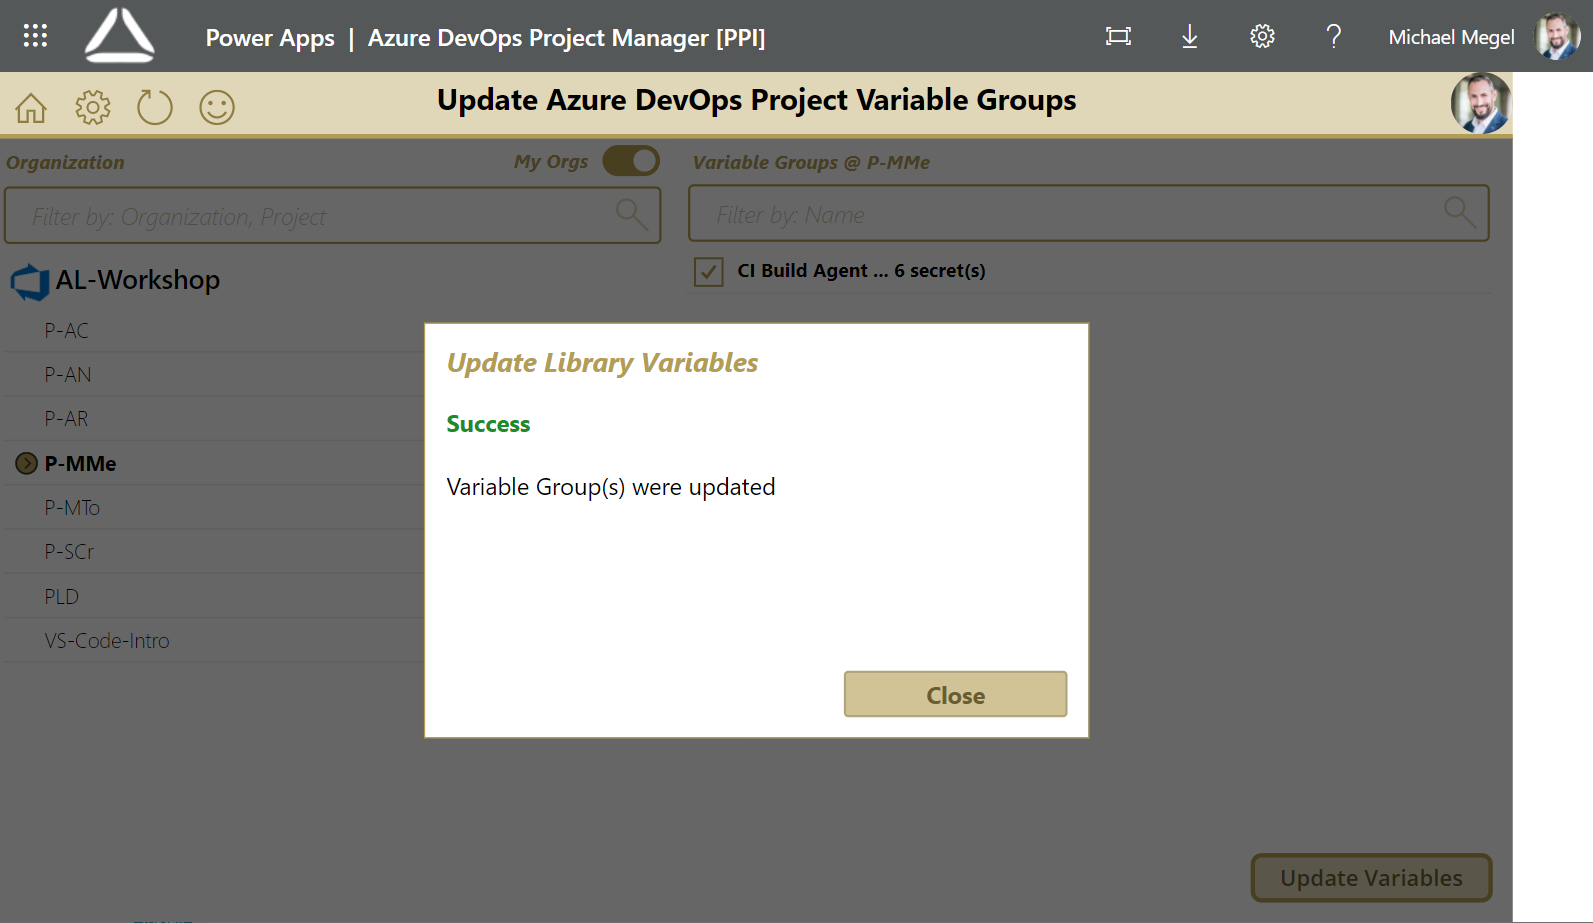 Power Apps | Azure DevOps Project Manager [PPI]
Michael Megel
Update Azure DevOps Project Variable Groups
Organization
My Orgs
Variable Groups @ P-MMe
Filter by: Organization, Project
Filter by: Name
AL-Workshop
CI Build Agent ... 6 secret(s)
P-AC
P-AN
P-AR
P-MMe
P-MTo
P-SCr
PLD
VS-Code-Intro
Update Library Variables
Success
Variable Group(s) were updated
Close
Update Variables